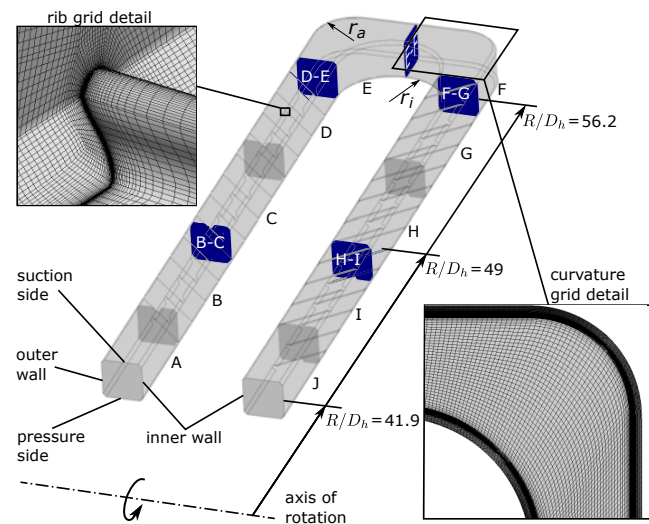 rib grid detail
r_a
D-E
E
F
F-G
r_i
R/D_h = 56.2
D
G
C
B-C
H
H-I
R/D_h = 49
suction
side
curvature
grid detail
B
I
outer
wall
A
J
pressure
side
inner wall
R/D_h = 41.9
axis of
rotation